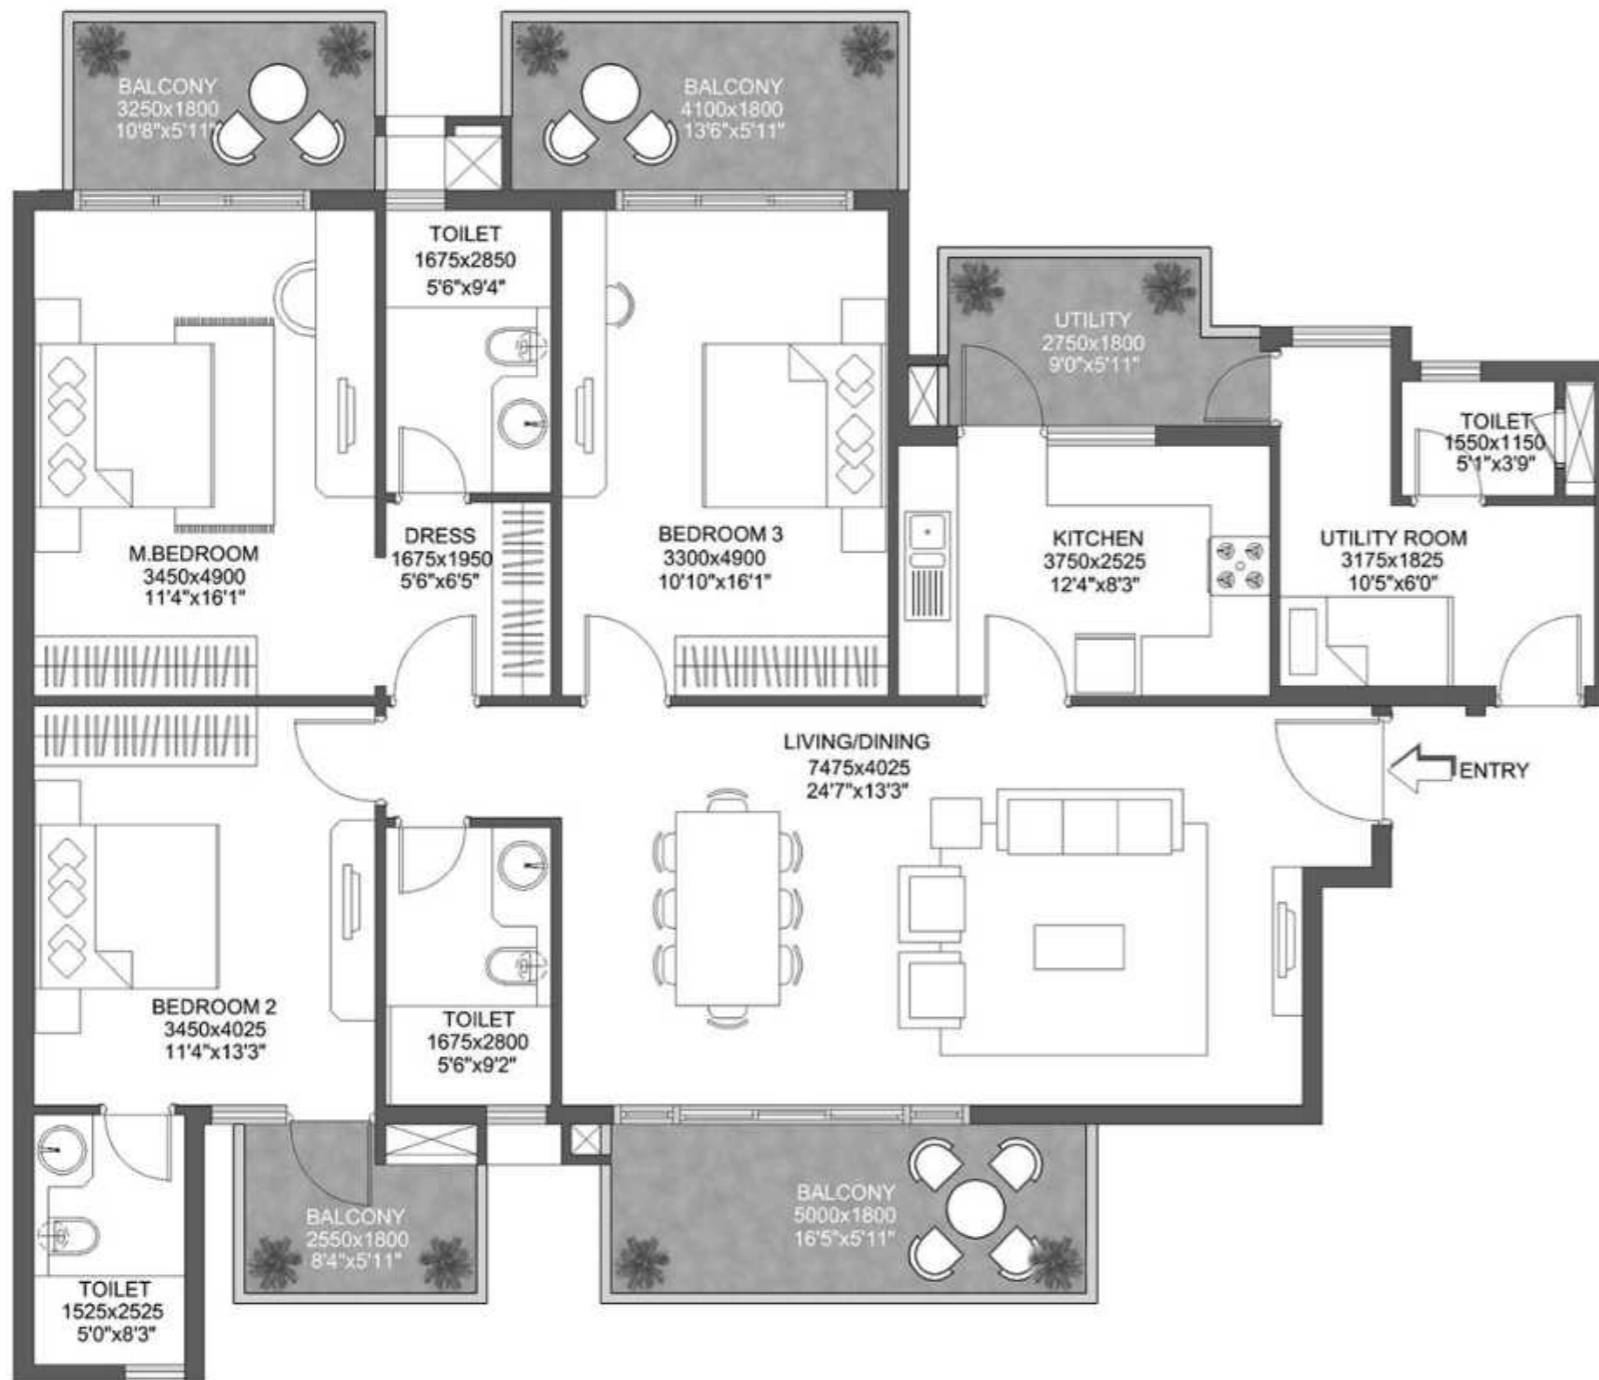 BALCONY
3250x1800
10'8"x5'11"
BALCONY
4100x1800
13'6"x5'11"
TOILET
1675x2850
5'6"x9'4"
UTILITY
2750x1800
9'0"x5'11"
TOILET
1550x1150
5'1"x3'9"
M.BEDROOM
3450x4900
11'4"x16'1"
DRESS
1675x1950
5'6"x6'5"
BEDROOM 3
3300x4900
10'10"x16'1"
KITCHEN
3750x2525
12'4"x8'3"
UTILITY ROOM
3175x1825
10'5"x6'0"
LIVING/DINING
7475x4025
24'7"x13'3"
ENTRY
BEDROOM 2
3450x4025
11'4"x13'3"
TOILET
1675x2800
5'6"x9'2"
BALCONY
2550x1800
8'4"x5'11"
BALCONY
5000x1800
16'5"x5'11"
TOILET
1525x2525
5'0"x8'3"